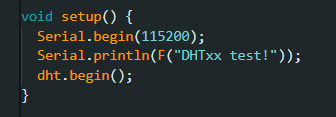 void setup() {
  Serial.begin(115200);
  Serial.println(F("DHTxx test!"));
  dht.begin();
}